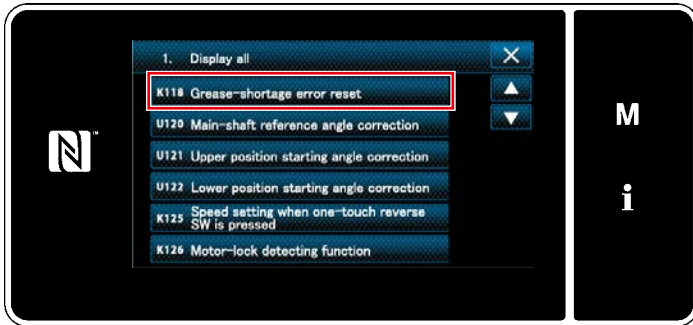 1. Display all
K118 Grease-shortage error reset
U120 Main-shaft reference angle correction
U121 Upper position starting angle correction
U122 Lower position starting angle correction
K125 Speed setting when one-touch reverse
SW is pressed
K126 Motor-lock detecting function
M
i